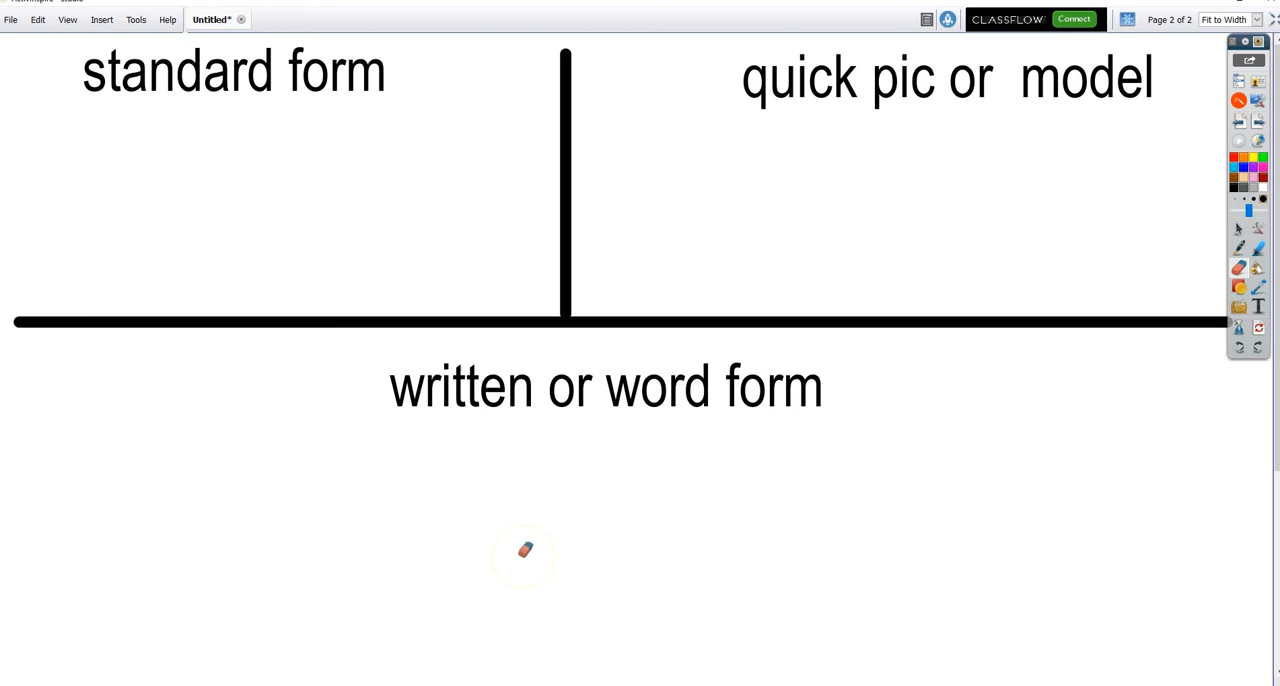 File Edit View Insert Tools Help Untitled* CLASSFLOW Connect Page 2 of 2 Fit to Width
standard form
quick pic or model
written or word form
T